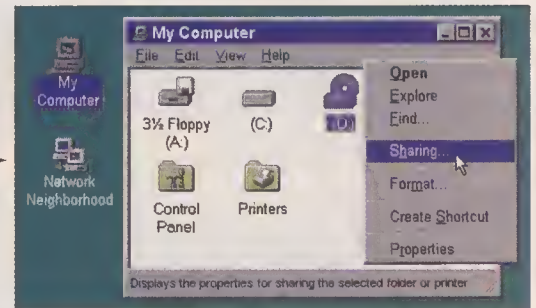 My Computer
File Edit View Help
My
Computer
Network
Neighborhood
3½ Floppy
(A:)
(C:)
Control
Panel
Printers
Open
Explore
Find...
Sharing...
Format...
Create Shortcut
Properties
Displays the properties for sharing the selected folder or printer